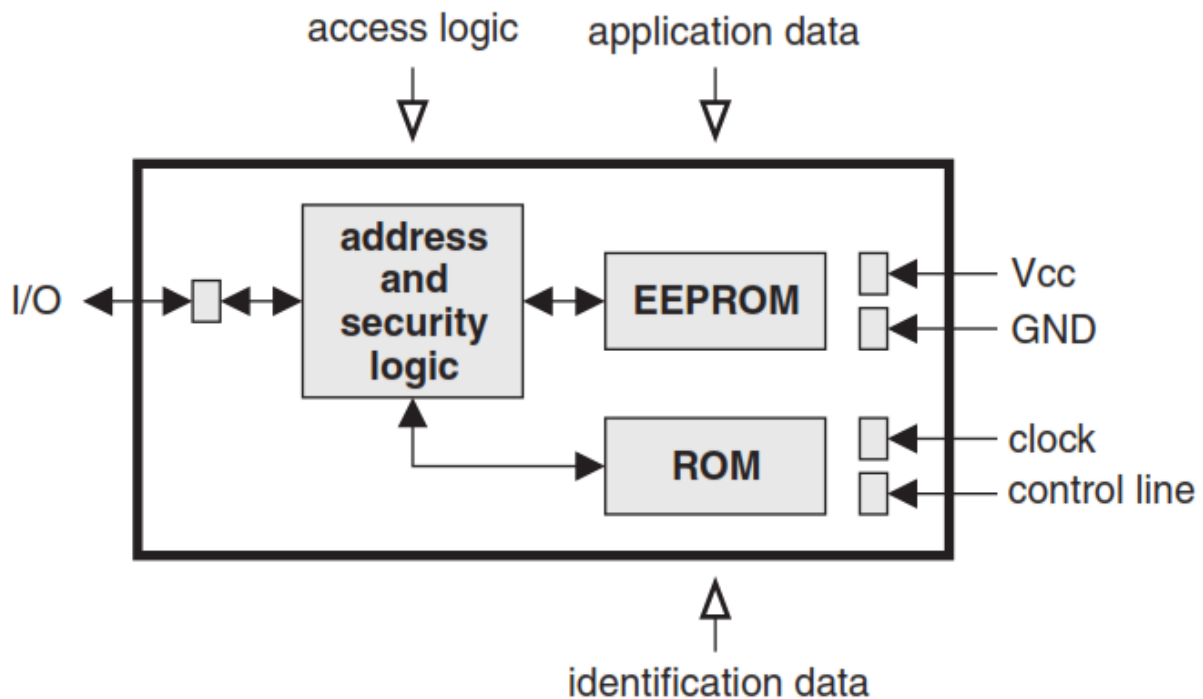 access logic
application data
address
and
security
logic
I/O
EEPROM
Vcc
GND
ROM
clock
control line
identification data